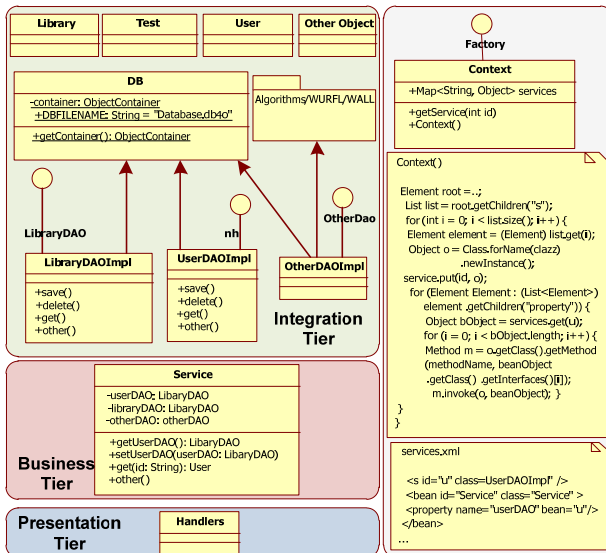 Library
Test
User
Other Object
DB
-container: ObjectContainer
+DBFILENAME: String = "Database.db4o"
+getContainer(): ObjectContainer
Algorithms/WURFL/WALL
LibraryDAO
nh
OtherDao
LibraryDAOImpl
+save()
+delete()
+get()
+other()
UserDAOImpl
+save()
+delete()
+get()
+other()
OtherDAOImpl
Integration
Tier
Service
-userDAO: LibaryDAO
-libraryDAO: LibaryDAO
-otherDAO: otherDAO
+getUserDAO(): LibaryDAO
+setUserDAO(userDAO: LibaryDAO)
+get(id: String): User
+other()
Business
Tier
Presentation
Tier
Handlers
Factory
Context
+Map<String, Object> services
+getService(int id)
+Context()
Context()
Element root =..;
List list = root.getChildren("s");
for(int i = 0; i < list.size(); i++) {
Element element = (Element) list.get(i);
Object o = Class.forName(clazz)
.newInstance();
service.put(id, o);
for (Element Element : (List<Element>)
element .getChildren("property")) {
Object bObject = services.get(u);
for (i = 0; i < bObject.length; i++) {
Method m = o.getClass().getMethod
(methodName, beanObject
.getClass() .getInterfaces()[i]);
m.invoke(o, beanObject); }
}
}
services.xml
<s id="u" class=UserDAOImpl" />
<bean id="Service" class="Service" >
<property name="userDAO" bean="u"/>
</bean>
...